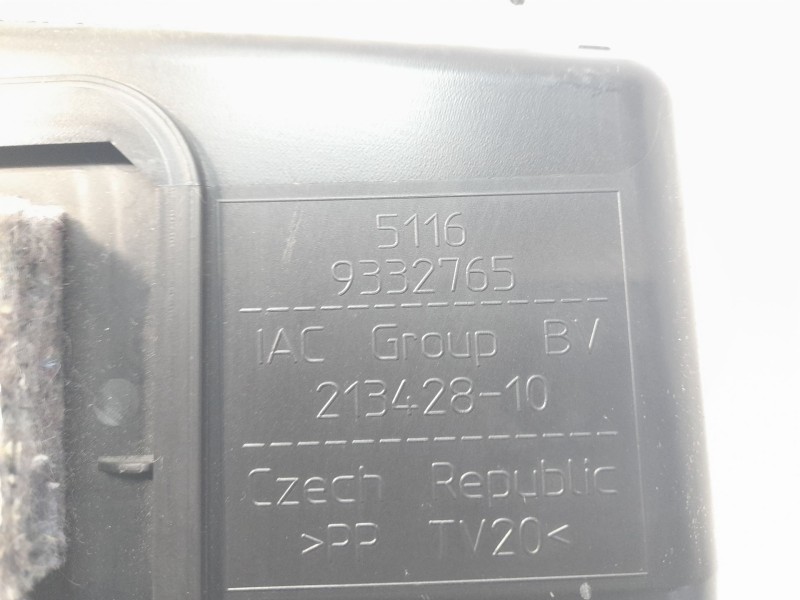 5116
9332765
IAC Group BV
213428-10
Czech Republic
>PP TV20<